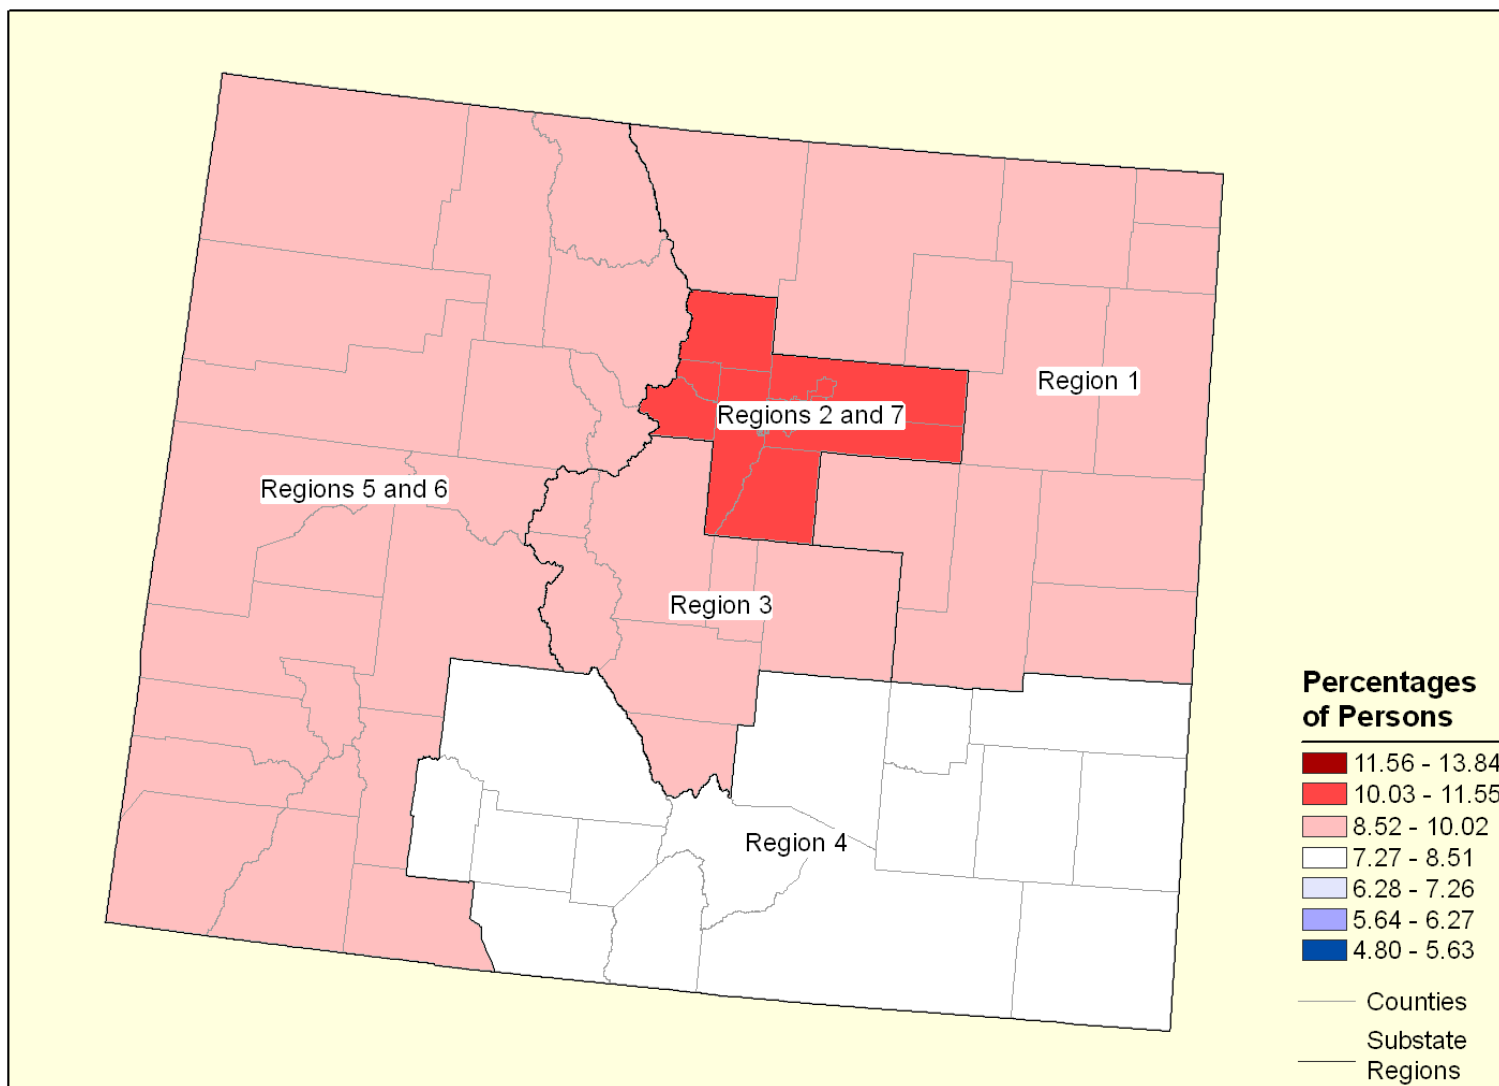 Region 1
Regions 2 and 7
Regions 5 and 6
Region 3
Region 4
Percentages
of Persons
11.56 - 13.84
10.03 - 11.55
8.52 - 10.02
7.27 - 8.51
6.28 - 7.26
5.64 - 6.27
4.80 - 5.63
Counties
Substate
Regions